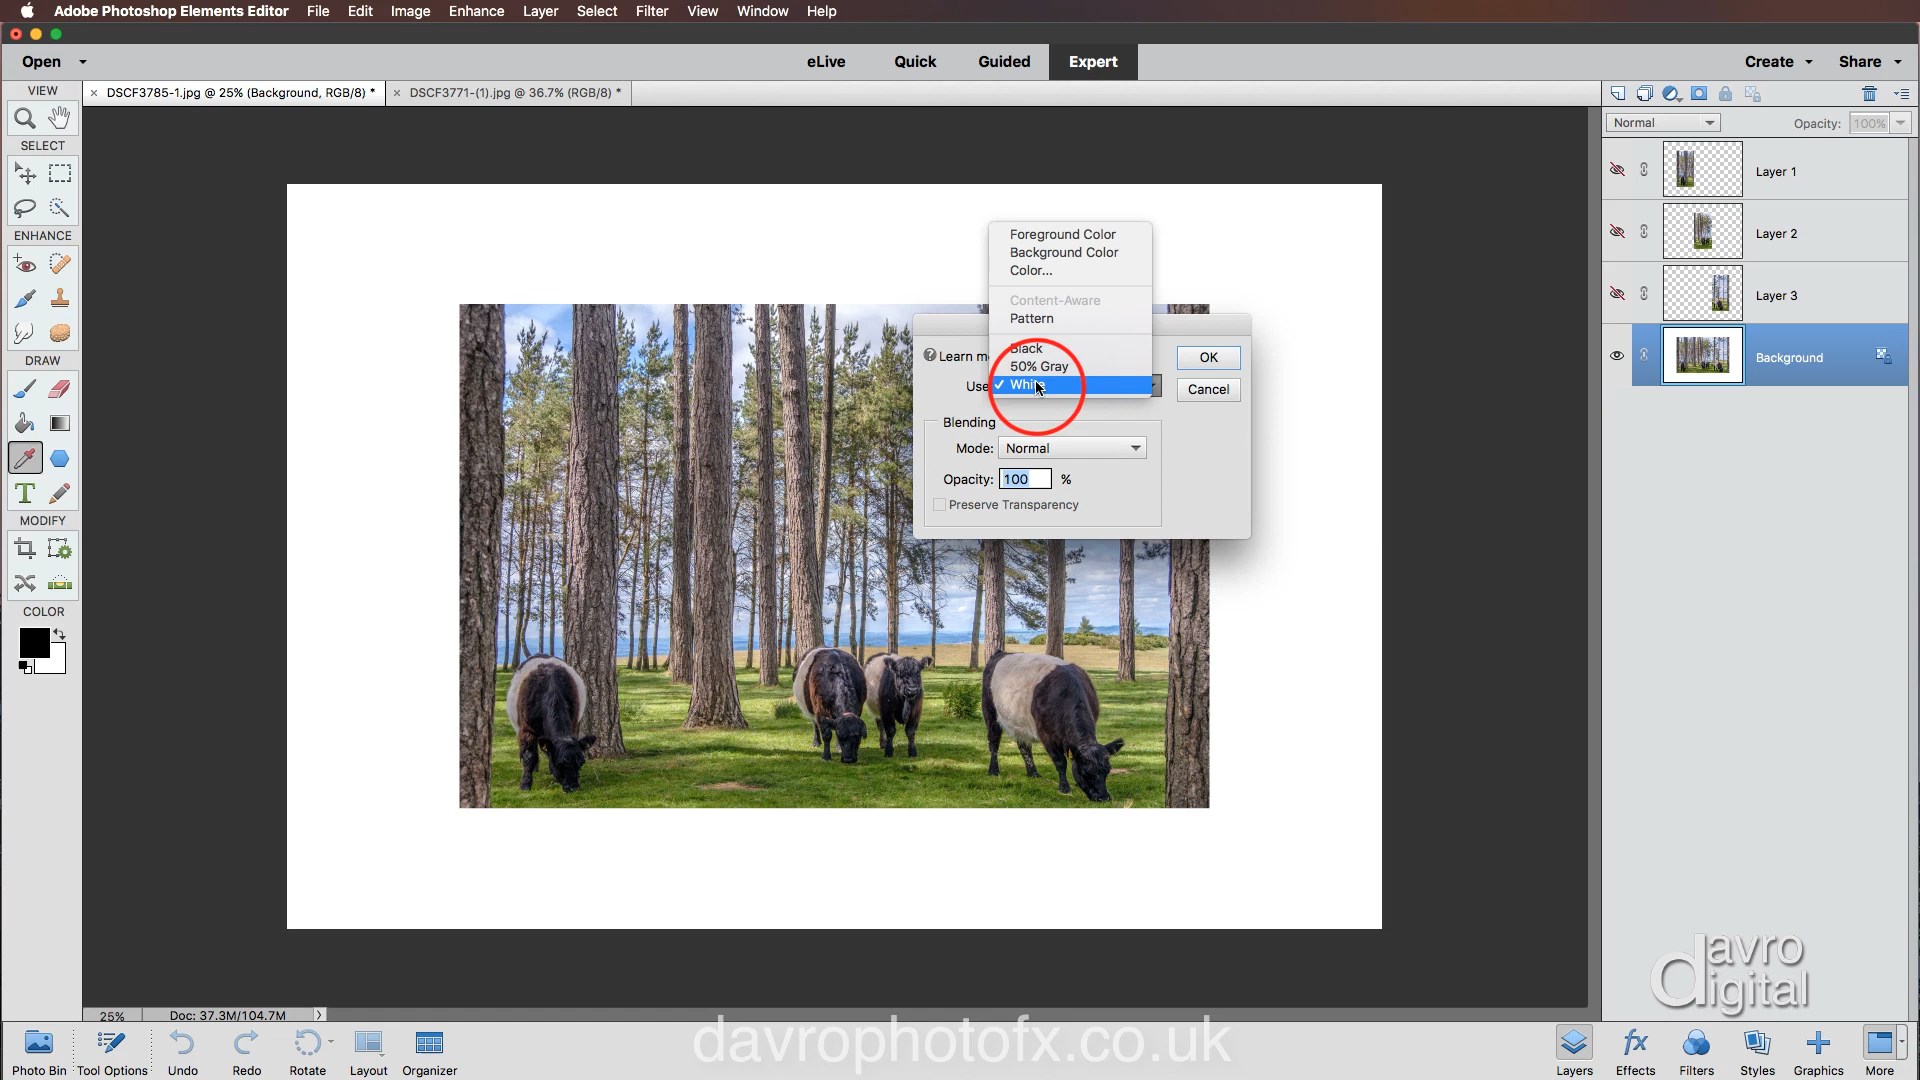 Adobe Photoshop Elements Editor File Edit Image Enhance Layer Select Filter View Window Help
Open eLive Quick Guided Expert Create Share
VIEW
× DSCF3785-1.jpg @ 25% (Background, RGB/8) * × DSCF3771-(1).jpg @ 36.7% (RGB/8) *
Normal Opacity: 100%
SELECT
ENHANCE
DRAW
T
MODIFY
COLOR
Layer 1
Layer 2
Layer 3
Background
Foreground Color
Background Color
Color...
Content-Aware
Pattern
Black
50% Gray
✓ White
? Learn OK
Use Cancel
Blending
Mode: Normal
Opacity: 100 %
Preserve Transparency
davro
digital
25% Doc: 37.3M/104.7M
davrophotofx.co.uk
fx
Photo Bin Tool Options Undo Redo Rotate Layout Organizer Layers Effects Filters Styles Graphics More